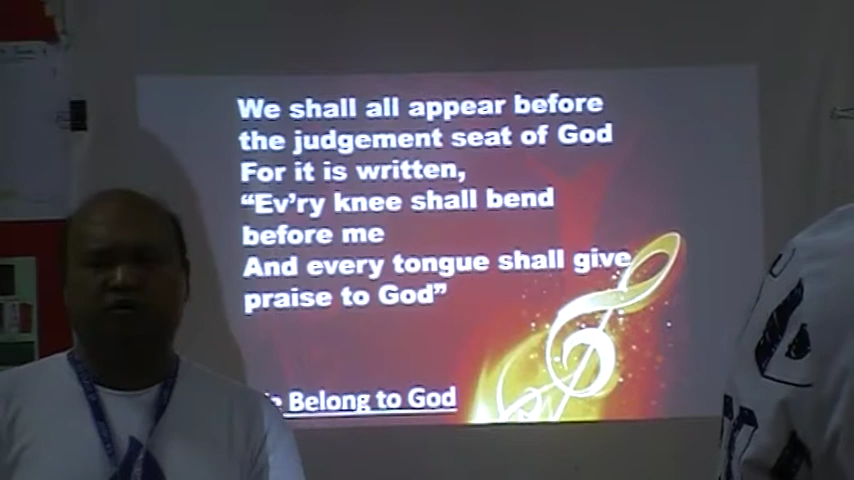 We shall all appear before
the judgement seat of God
For it is written,
“Ev’ry knee shall bend
before me
And every tongue shall give
praise to God”
Belong to God